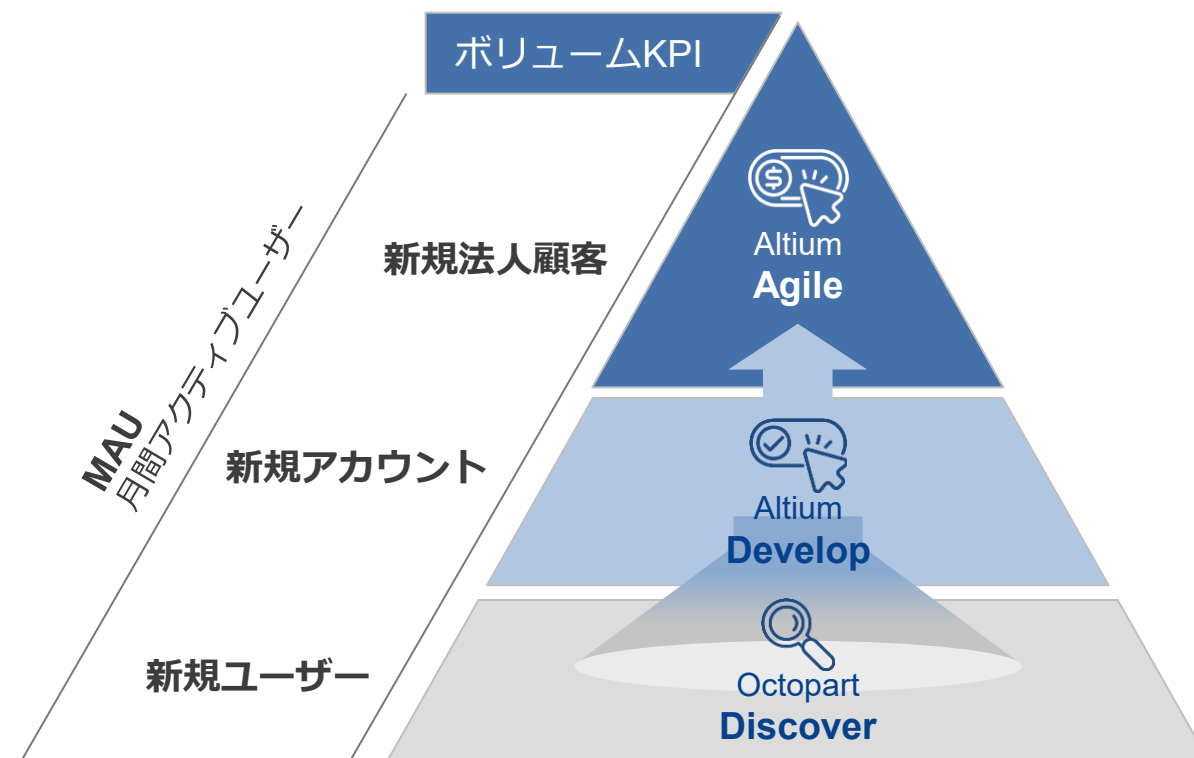 ボリュームKPI
MAU
月間アクティブユーザー
新規法人顧客
Altium
Agile
新規アカウント
Altium
Develop
新規ユーザー
Octopart
Discover